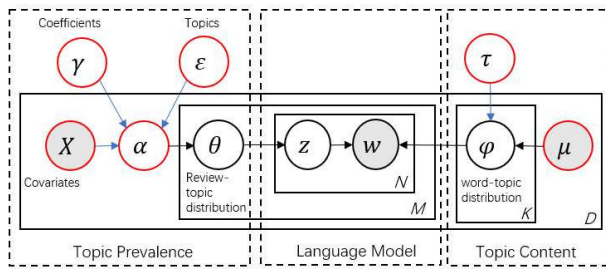 Coefficients
Topics
γ
ε
τ
X
α
θ
z
w
φ
μ
Covariates
Review-
topic
distribution
N
M
word-topic
distribution
K
D
Topic Prevalence
Language Model
Topic Content